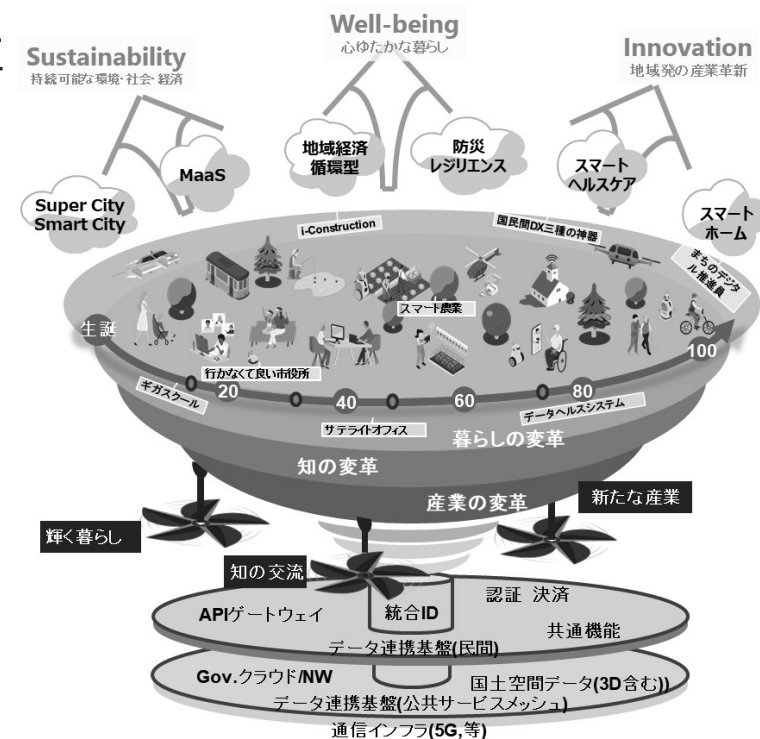 Well-being
心ゆたかな暮らし
Sustainability
持続可能な環境・社会・経済
Innovation
地域発の産業革新
地域経済
循環型
防災
レジリエンス
MaaS
スマート
ヘルスケア
Super City
Smart City
スマート
ホーム
i-Construction
国民間DX三種の神器
まちのデジタ
ル推進員
スマート農業
生誕
行かなくて良い市役所
ギガスクール
20
40
60
80
100
サテライトオフィス
データヘルスシステム
暮らしの変革
知の変革
産業の変革
新たな産業
輝く暮らし
知の交流
認証 決済
APIゲートウェイ
統合ID
共通機能
データ連携基盤(民間)
Gov.クラウド/NW
国土空間データ(3D含む))
データ連携基盤(公共サービスメッシュ)
通信インフラ(5G,等)